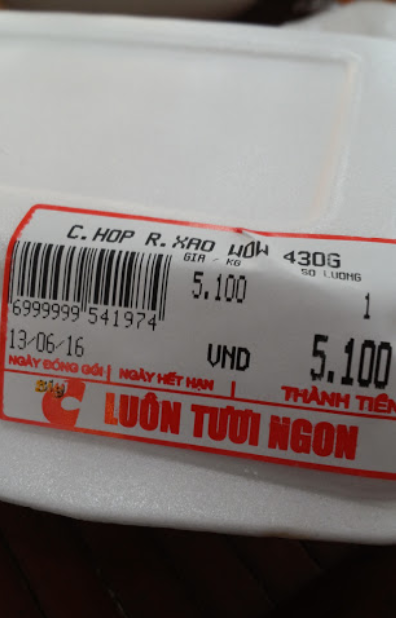 C.HOP R.XAO WOW 430G
GIA / KG
SO LUONG
5.100
1
6999999 541974
13/06/16
VND
5.100
NGÀY ĐÓNG GÓI
NGÀY HẾT HẠN
THÀNH TIỀN
Big C LUÔN TƯƠI NGON